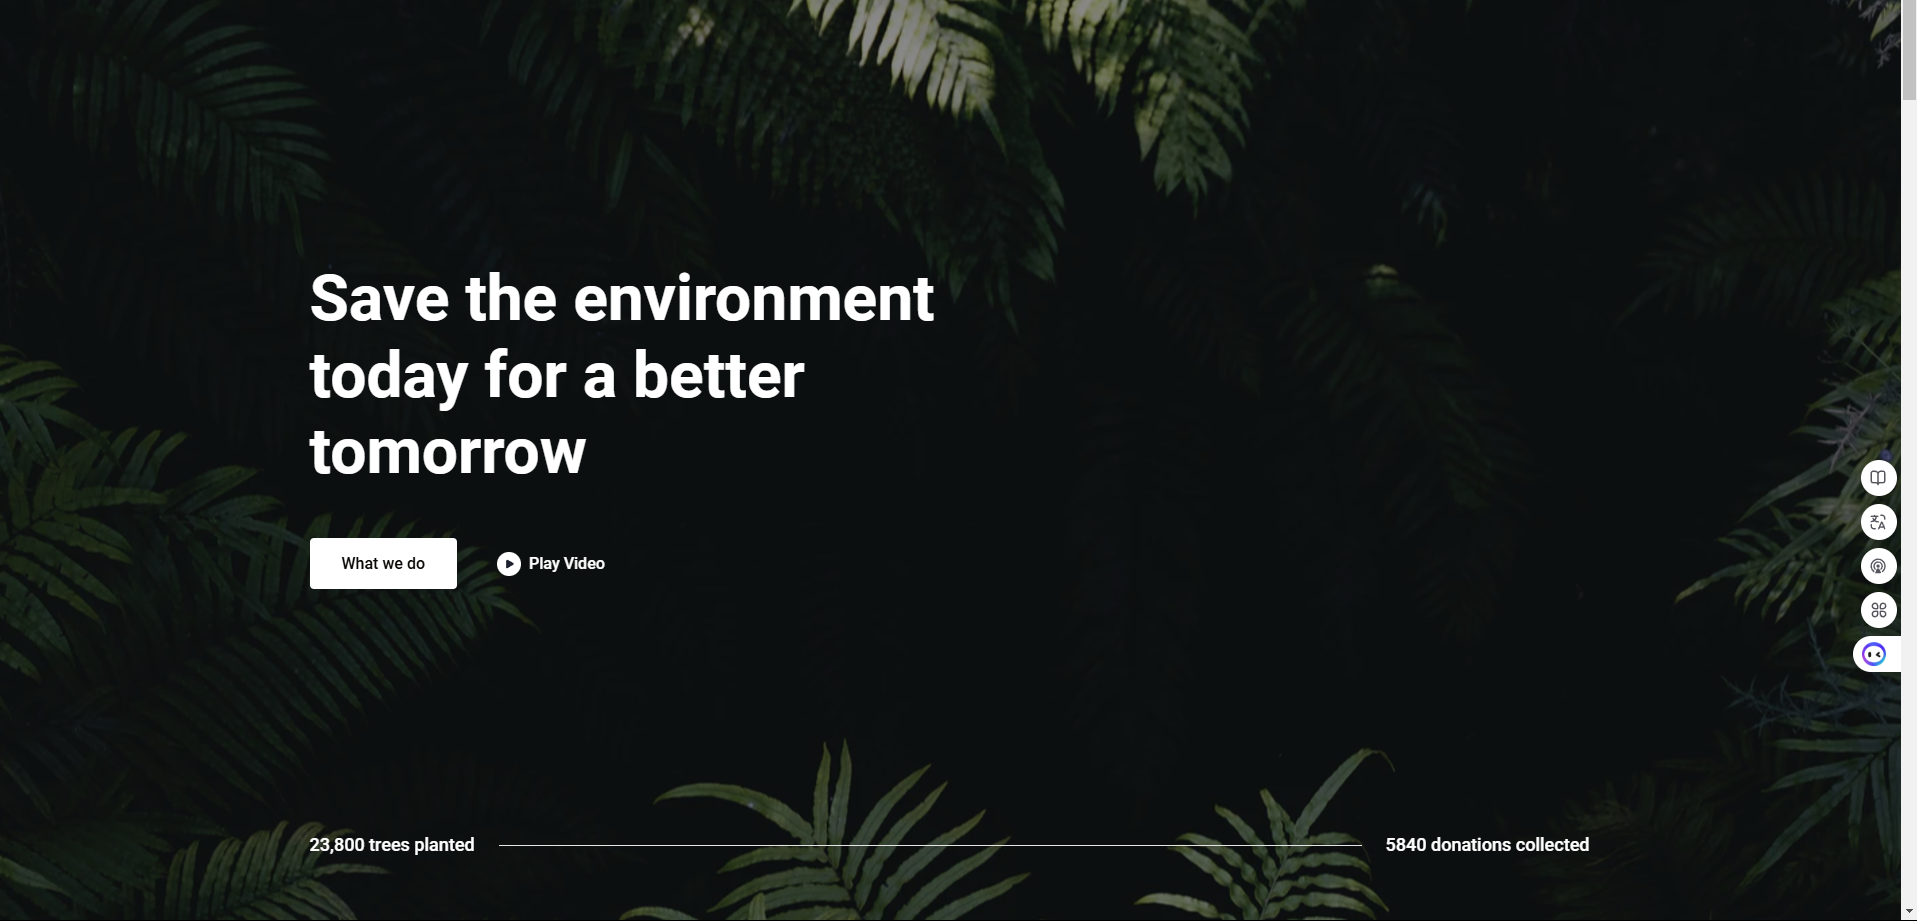 Save the environment
today for a better
tomorrow
What we do
Play Video
23,800 trees planted
5840 donations collected